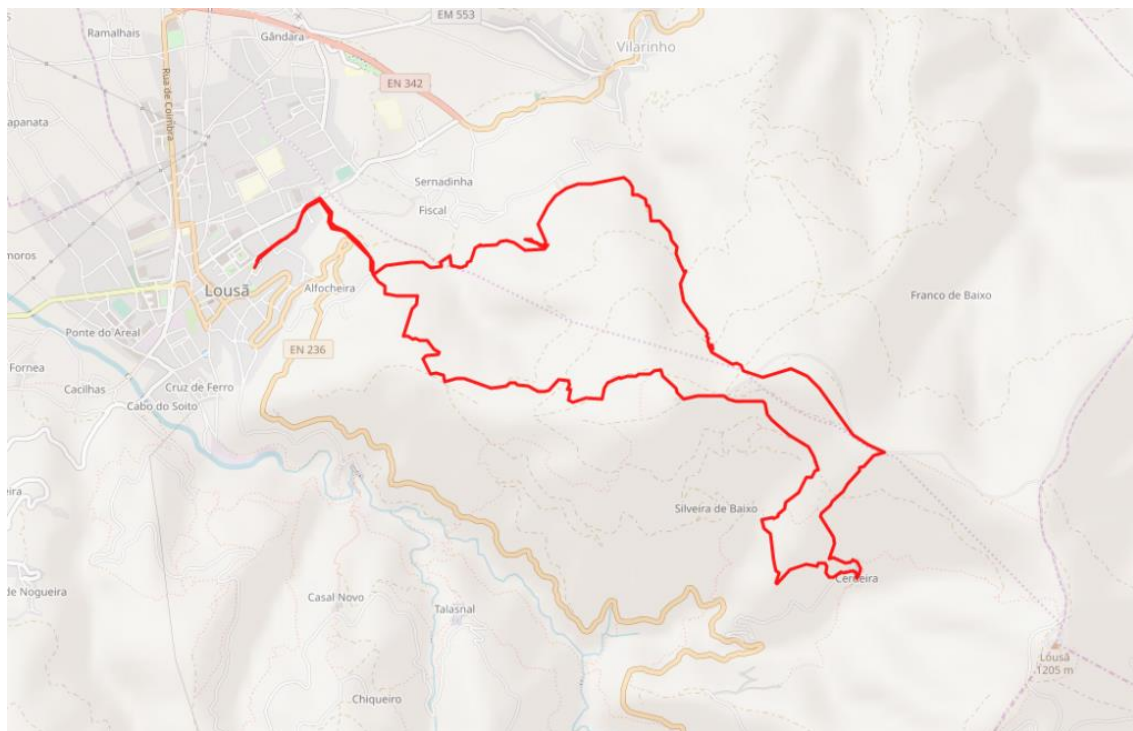 EM 553
Ramalhais
Gândara
Vilarinho
EN 342
Rua de Coimbra
apanata
Sernadinha
Fiscal
moros
Lousã
Alfocheira
Franco de Baixo
Ponte do Areal
EN 236
Fornea
Cacilhas
Cruz de Ferro
Cabo do Soito
eira
Silveira de Baixo
Cerdeira
de Nogueira
Casal Novo
Talasnal
Lousã
1205 m
Chiqueiro